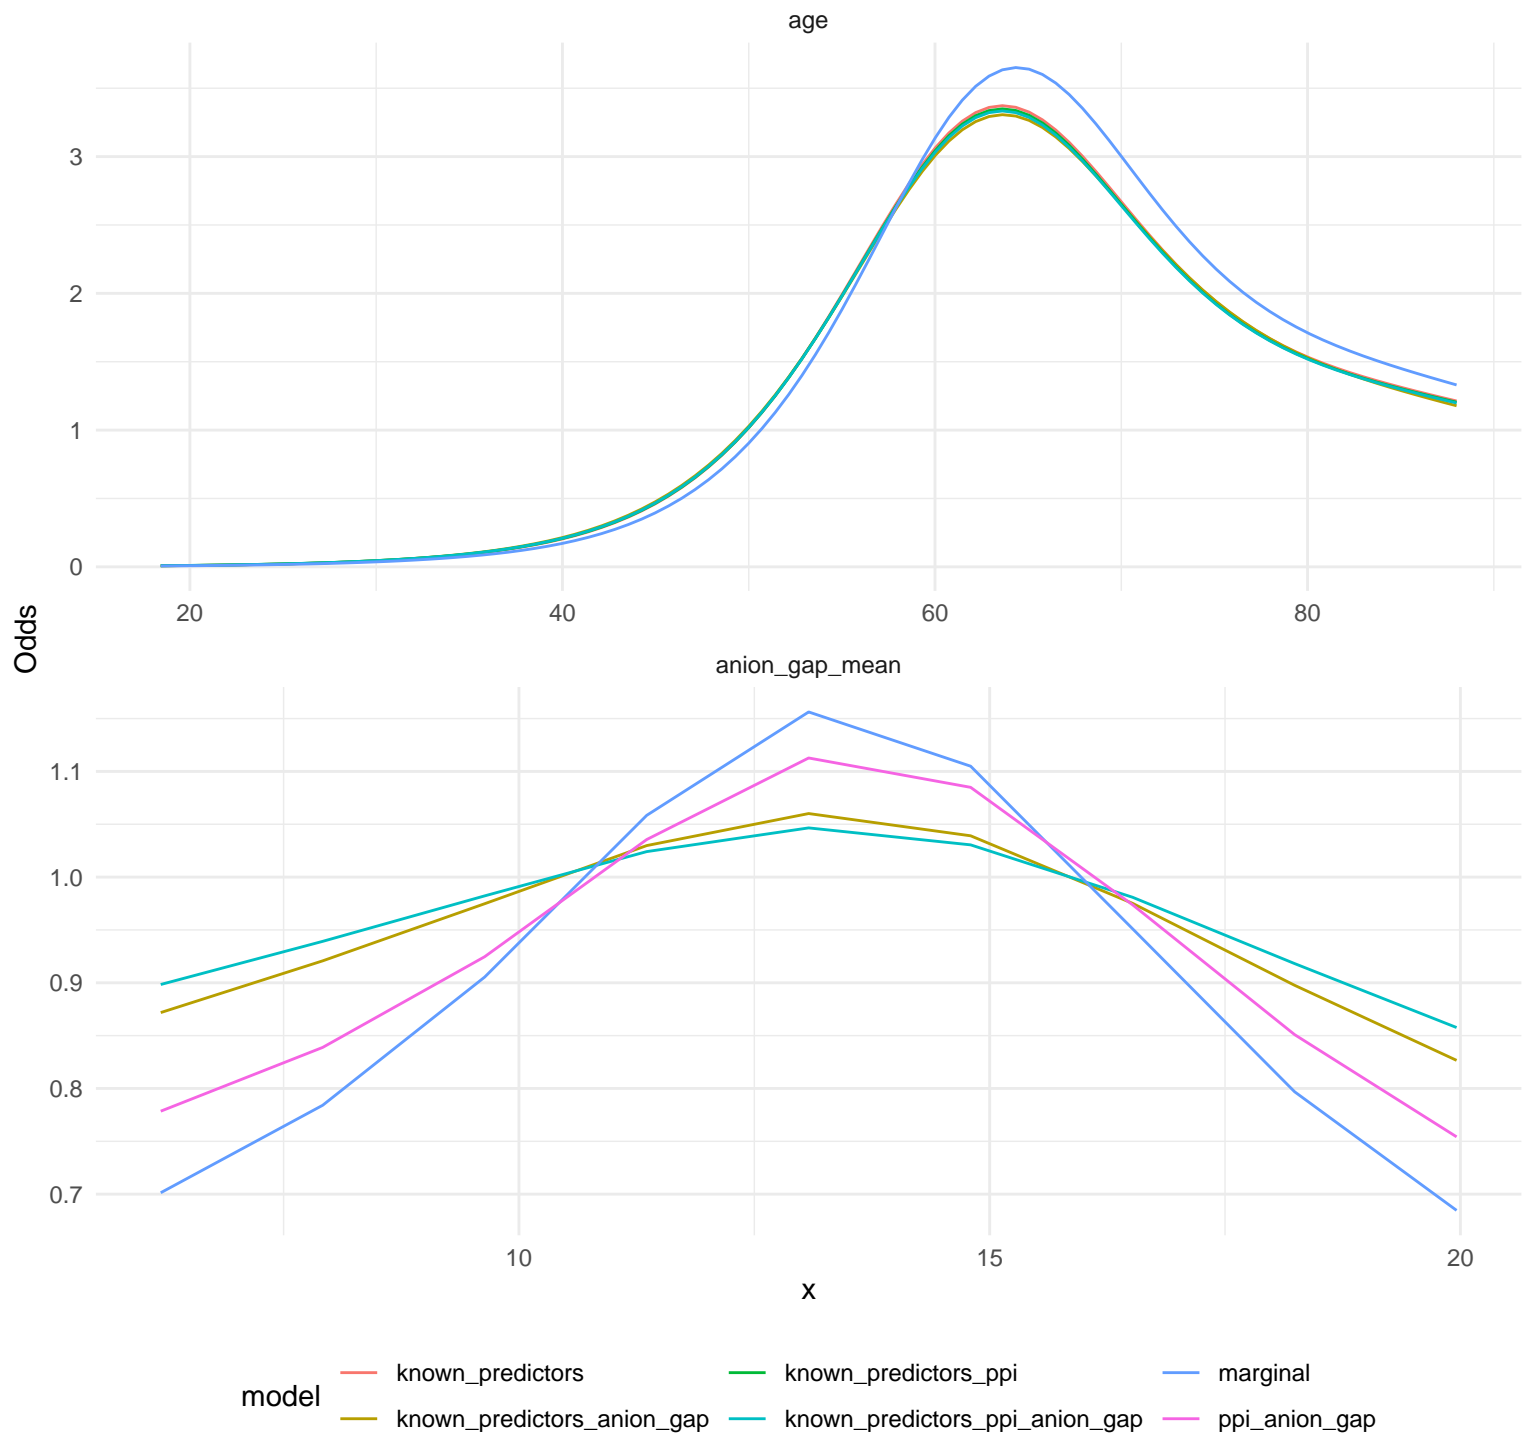 age
3
2
1
0
20 40 60 80
Odds
anion_gap_mean
1.1
1.0
0.9
0.8
0.7
10 15 20
x
model
known_predictors known_predictors_ppi marginal
known_predictors_anion_gap known_predictors_ppi_anion_gap ppi_anion_gap